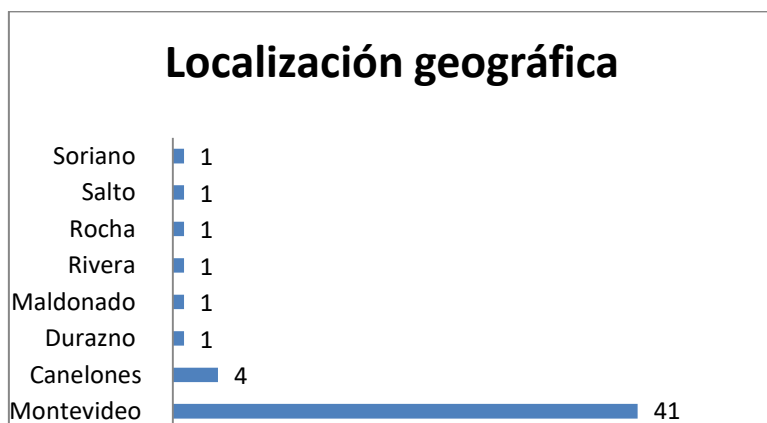 Localización geográfica
Soriano 1
Salto 1
Rocha 1
Rivera 1
Maldonado 1
Durazno 1
Canelones 4
Montevideo 41